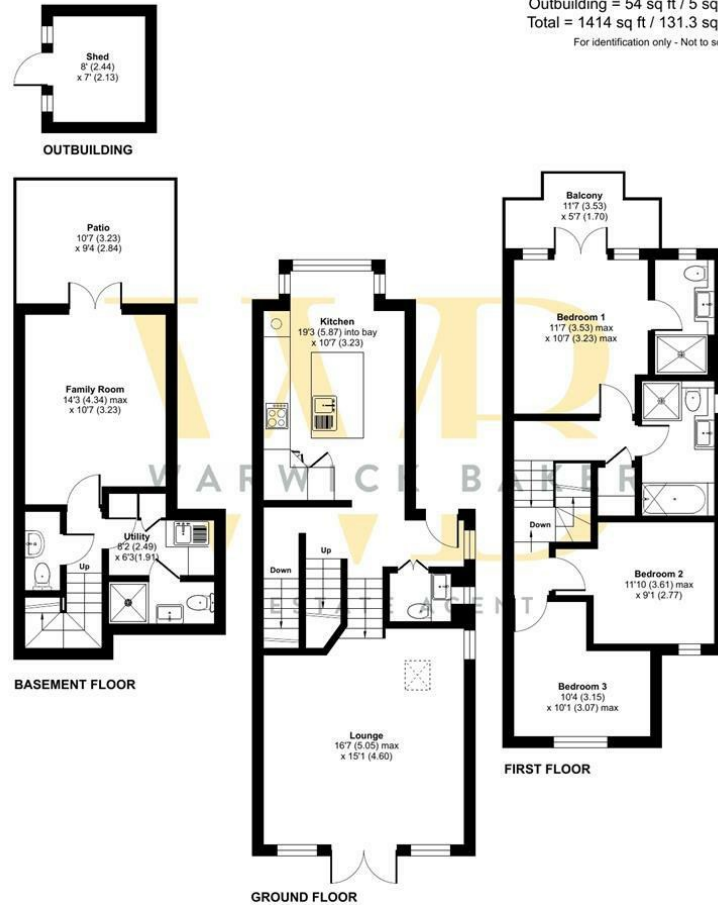 Outbuilding = 54 sq ft / 5 sq
Total = 1414 sq ft / 131.3 sq
For identification only - Not to
Shed
8' (2.44)
x 7' (2.13)
OUTBUILDING
Patio
10'7 (3.23)
x 9'4 (2.84)
Family Room
14'3 (4.34) max
x 10'7 (3.23)
Utility
8'2 (2.49)
x 6'3 (1.91)
Up
BASEMENT FLOOR
Kitchen
19'3 (5.87) into bay
x 10'7 (3.23)
Down
Up
Lounge
16'7 (5.05) max
x 15'1 (4.60)
GROUND FLOOR
Balcony
11'7 (3.53)
x 5'7 (1.70)
Bedroom 1
11'7 (3.53) max
x 10'7 (3.23) max
Down
Bedroom 2
11'10 (3.61) max
x 9'1 (2.77)
Bedroom 3
10'4 (3.15)
x 10'1 (3.07) max
FIRST FLOOR
WB
WARWICK BAKER
ESTATE AGENT